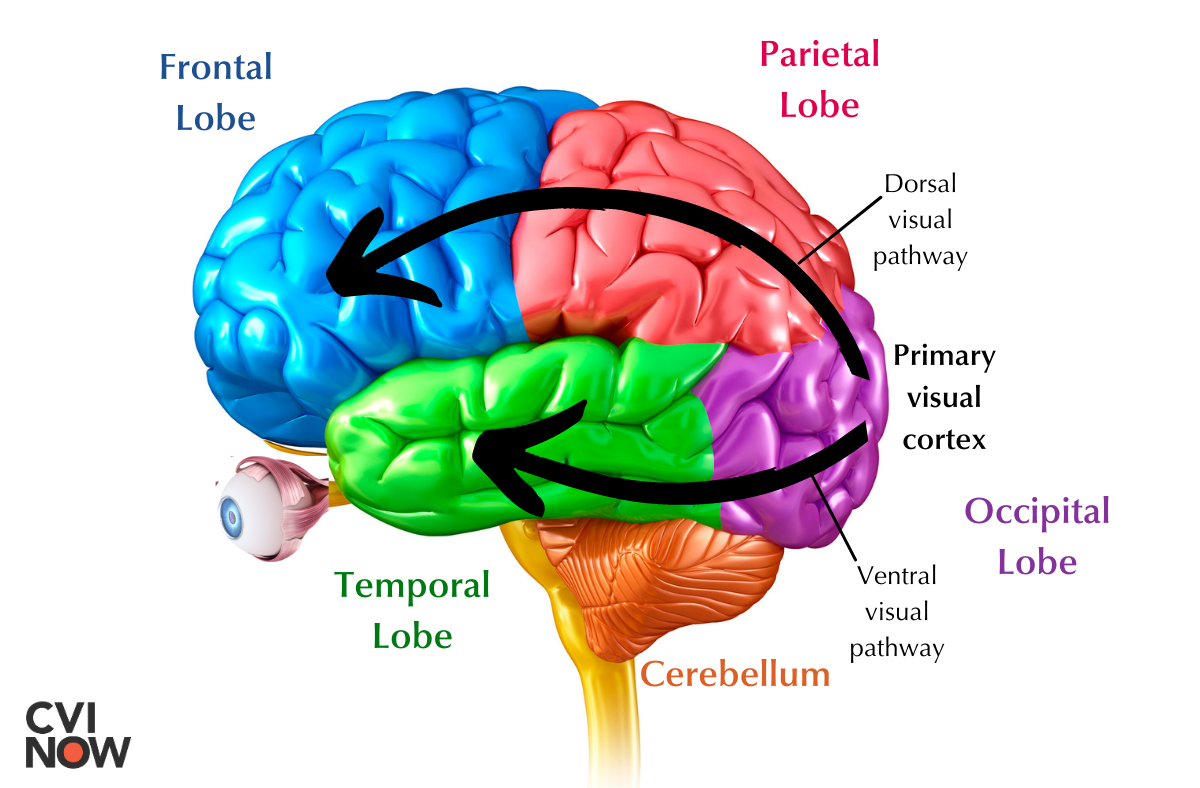 Frontal
Lobe
Parietal
Lobe
Dorsal
visual
pathway
Primary
visual
cortex
Occipital
Lobe
Temporal
Lobe
Ventral
visual
pathway
Cerebellum
CVI
NOW